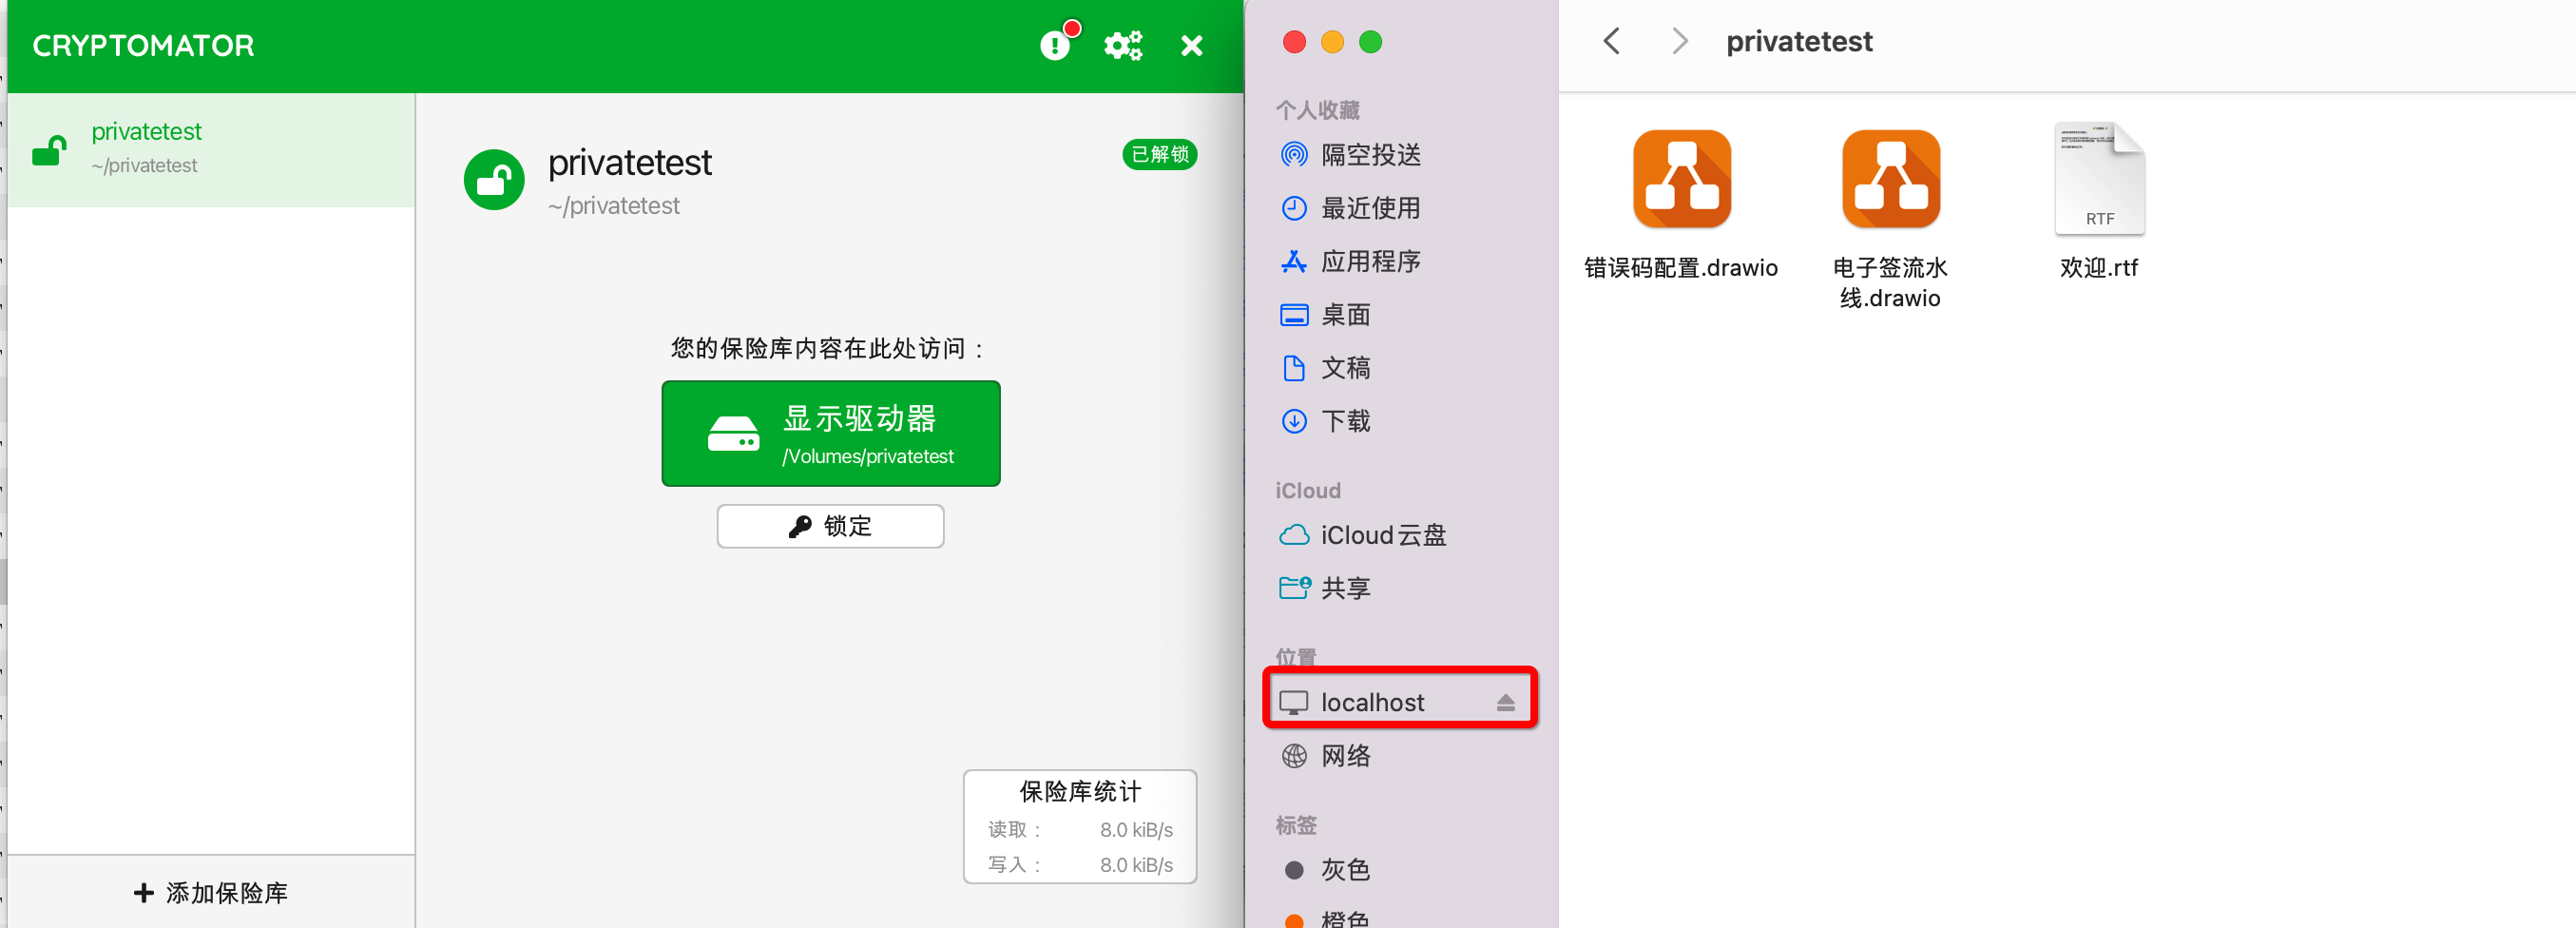 CRYPTOMATOR
privatetest
~/privatetest
添加保险库
privatetest
~/privatetest
已解锁
您的保险库内容在此处访问：
显示驱动器
/Volumes/privatetest
锁定
保险库统计
读取： 8.0 kiB/s
写入： 8.0 kiB/s
个人收藏
隔空投送
最近使用
应用程序
桌面
文稿
下载
iCloud
iCloud云盘
共享
位置
localhost
网络
标签
灰色
橙色
privatetest
错误码配置.drawio
电子签流水
线.drawio
RTF
欢迎.rtf